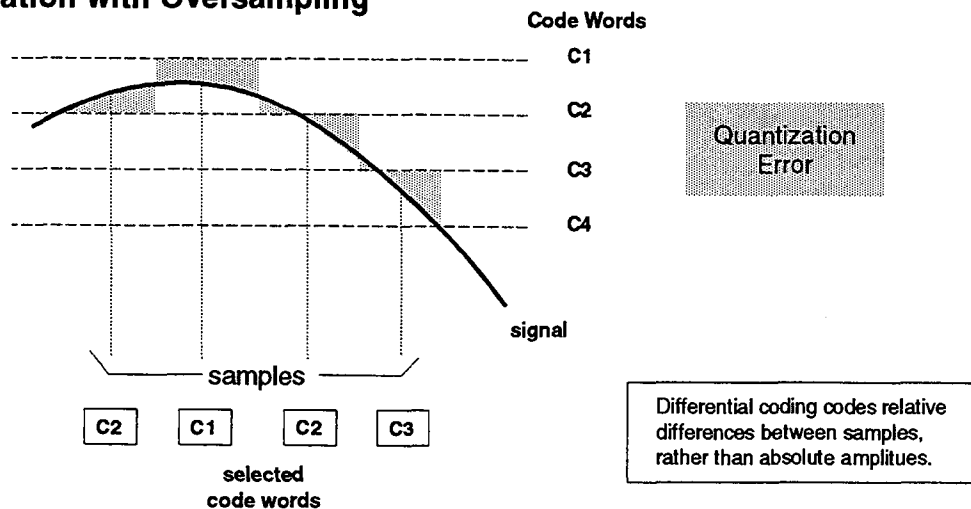 with Oversampling
Code Words
C1
C2
C3
C4
Quantization
Error
signal
samples
C2 C1 C2 C3
selected
code words
Differential coding codes relative
differences between samples,
rather than absolute amplitues.